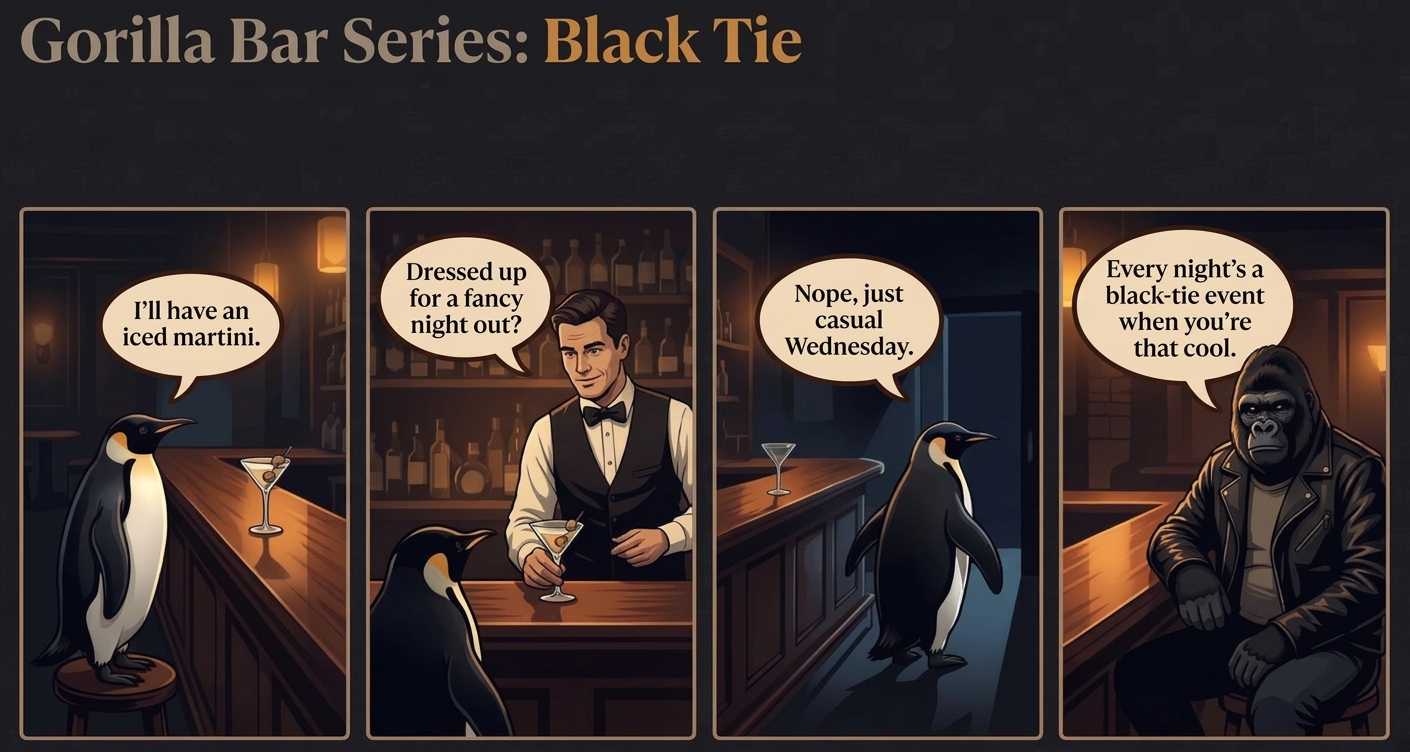 Gorilla Bar Series: Black Tie
I'll have an
iced martini.
Dressed up
for a fancy
night out?
Nope, just
casual
Wednesday.
Every night's a
black-tie event
when you're
that cool.